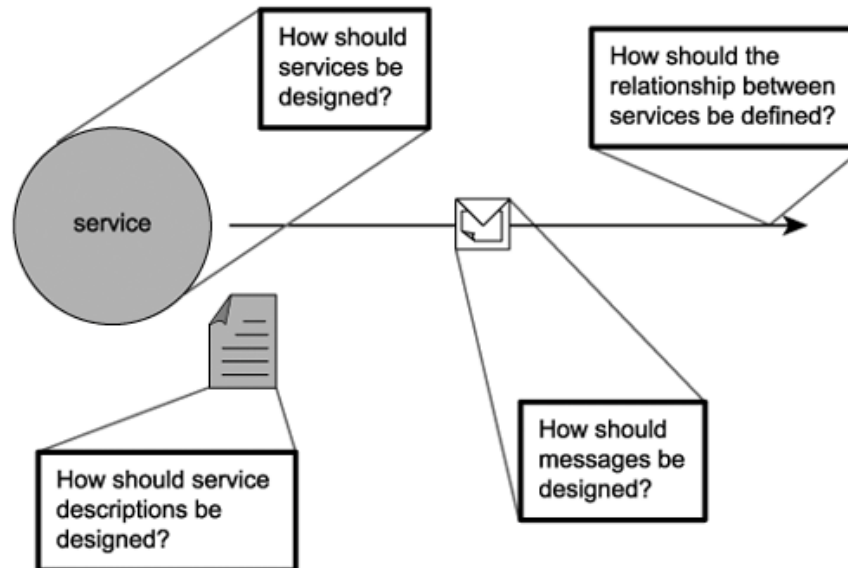 How should
services be
designed?
How should the
relationship between
services be defined?
service
How should service
descriptions be
designed?
How should
messages be
designed?